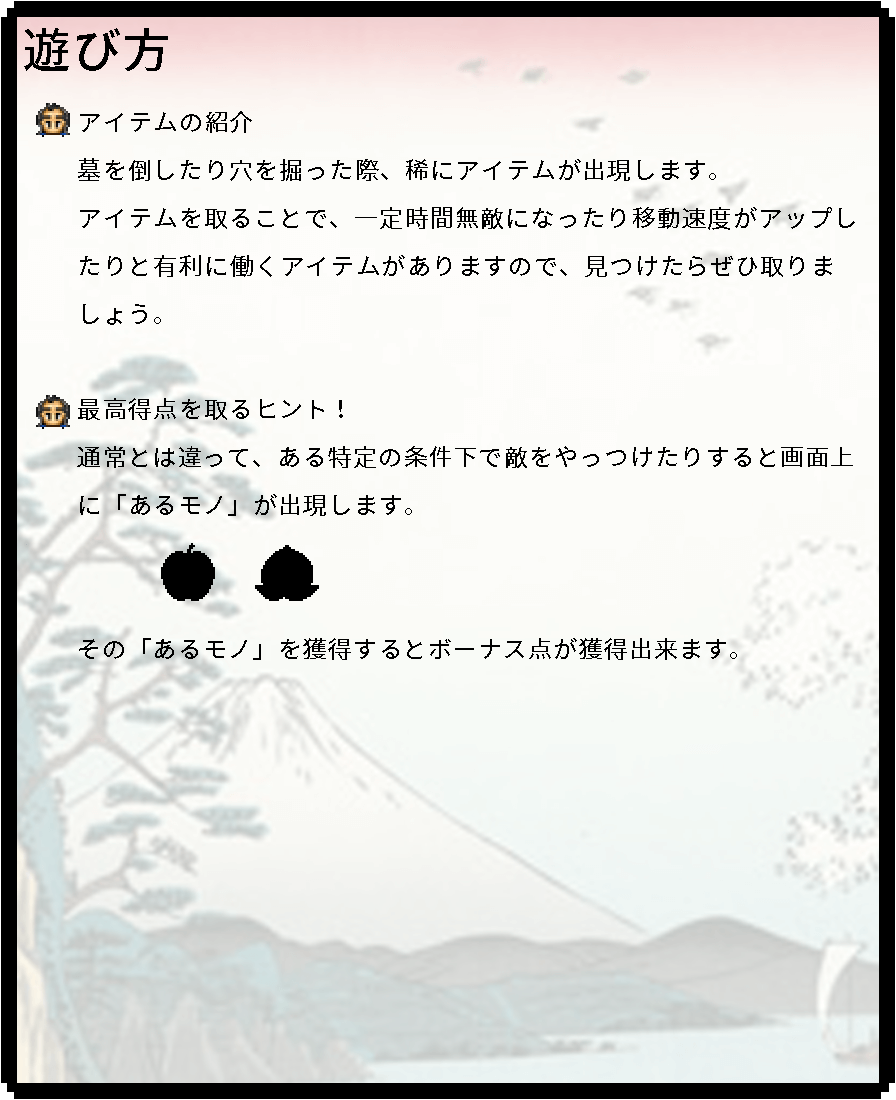 遊び方
アイテムの紹介
墓を倒したり穴を掘った際、稀にアイテムが出現します。
アイテムを取ることで、一定時間無敵になったり移動速度がアップし
たりと有利に働くアイテムがありますので、見つけたらぜひ取りま
しょう。
最高得点を取るヒント！
通常とは違って、ある特定の条件下で敵をやっつけたりすると画面上
に「あるモノ」が出現します。
その「あるモノ」を獲得するとボーナス点が獲得出来ます。